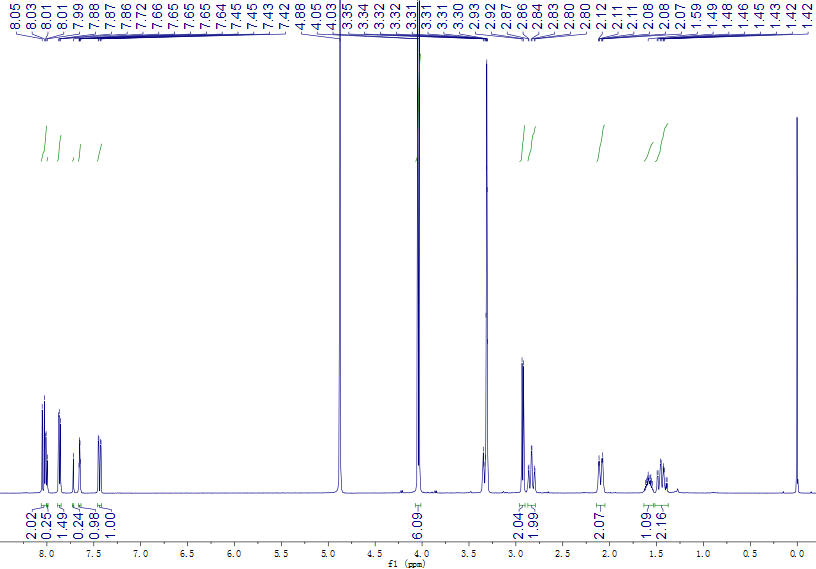 8.05 8.03 8.01 8.01 7.99 7.88 7.87 7.86 7.72 7.66 7.65 7.65 7.65 7.64 7.45 7.45 7.43 7.42 4.88 4.05 4.03 3.35 3.34 3.32 3.32 3.31 3.31 3.31 3.30 2.93 2.92 2.87 2.86 2.84 2.83 2.80 2.80 2.12 2.11 2.11 2.08 2.08 2.07 1.59 1.49 1.48 1.46 1.45 1.43 1.42 1.42
2.02 0.25 1.49 0.24 0.98 1.00 6.09 2.04 1.99 2.07 1.09 2.16
8.0 7.5 7.0 6.5 6.0 5.5 5.0 4.5 4.0 3.5 3.0 2.5 2.0 1.5 1.0 0.5 0.0
f1 (ppm)